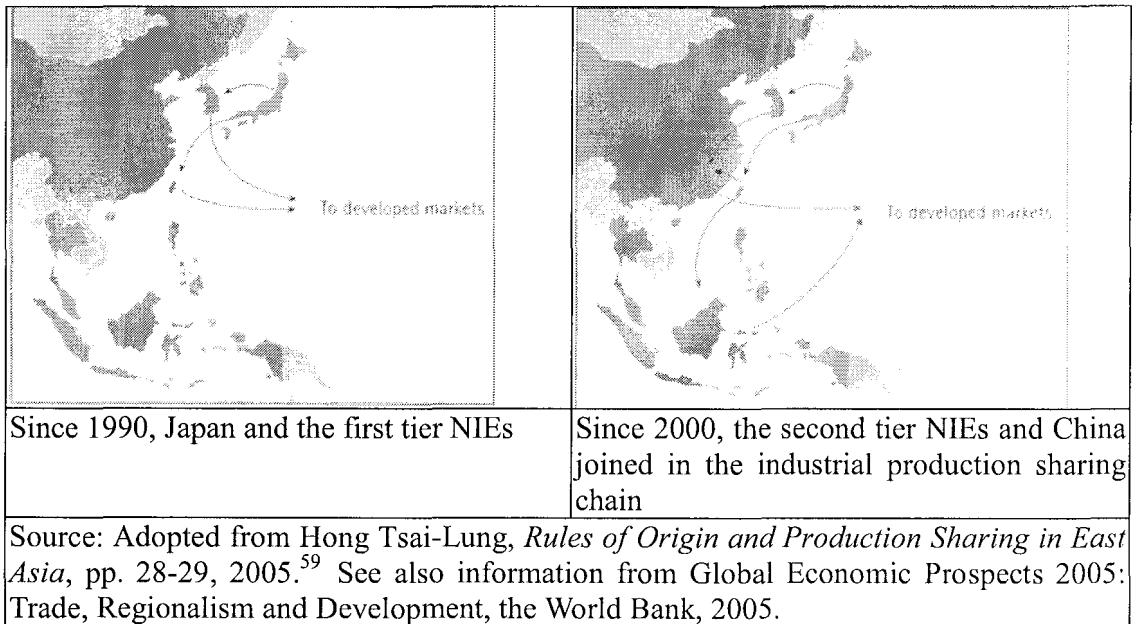 To developed markets
To developed markets
Since 1990, Japan and the first tier NIEs
Since 2000, the second tier NIEs and China
joined in the industrial production sharing
chain
Source: Adopted from Hong Tsai-Lung, Rules of Origin and Production Sharing in East
Asia, pp. 28-29, 2005.59 See also information from Global Economic Prospects 2005:
Trade, Regionalism and Development, the World Bank, 2005.